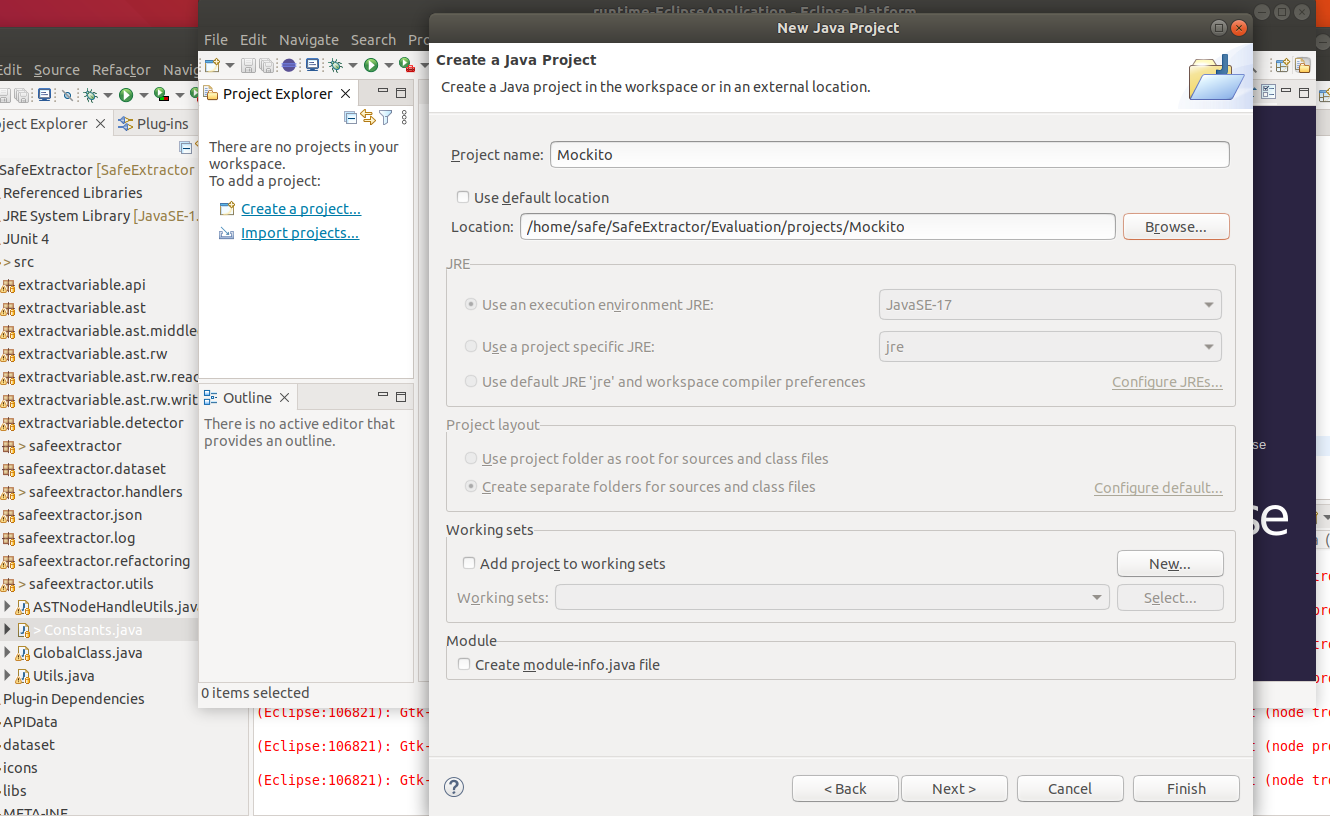 runtime-EclipseApplication - Eclipse Platform
New Java Project
File Edit Navigate Search
Edit Source Refactor
Create a Java Project
Create a Java project in the workspace or in an external location.
Project Explorer
Plug-ins
Project Explorer
There are no projects in your
workspace.
To add a project:
Create a project...
Import projects...
SafeExtractor [SafeExtractor
Referenced Libraries
JRE System Library [JavaSE-1.
JUnit 4
> src
extractvariable.api
extractvariable.ast
extractvariable.ast.middle
extractvariable.ast.rw
extractvariable.ast.rw.read
extractvariable.ast.rw.writ
extractvariable.detector
> safeextractor
safeextractor.dataset
> safeextractor.handlers
safeextractor.json
safeextractor.log
safeextractor.refactoring
> safeextractor.utils
ASTNodeHandleUtils.java
> Constants.java
GlobalClass.java
Utils.java
Plug-in Dependencies
APIData
dataset
icons
libs
META-INF
Outline
There is no active editor that
provides an outline.
0 items selected
Project name: Mockito
Use default location
Location: /home/safe/SafeExtractor/Evaluation/projects/Mockito Browse...
JRE
Use an execution environment JRE: JavaSE-17
Use a project specific JRE: jre
Use default JRE 'jre' and workspace compiler preferences Configure JREs...
Project layout
Use project folder as root for sources and class files
Create separate folders for sources and class files Configure default...
Working sets
Add project to working sets New...
Working sets: Select...
Module
Create module-info.java file
< Back Next > Cancel Finish
(Eclipse:106821): Gtk- (node
(Eclipse:106821): Gtk- (node
(Eclipse:106821): Gtk- (node